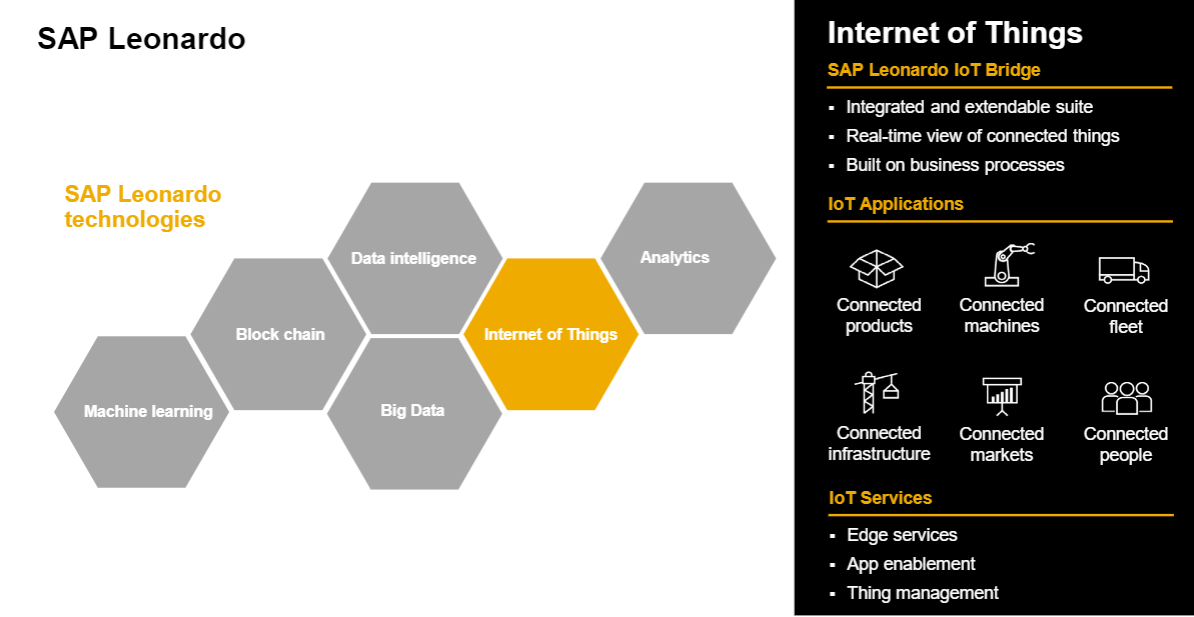 SAP Leonardo
SAP Leonardo
technologies
Data intelligence
Analytics
Block chain
Internet of Things
Machine learning
Big Data
Internet of Things
SAP Leonardo IoT Bridge
▪ Integrated and extendable suite
▪ Real-time view of connected things
▪ Built on business processes
IoT Applications
Connected
products
Connected
machines
Connected
fleet
Connected
infrastructure
Connected
markets
Connected
people
IoT Services
▪ Edge services
▪ App enablement
▪ Thing management